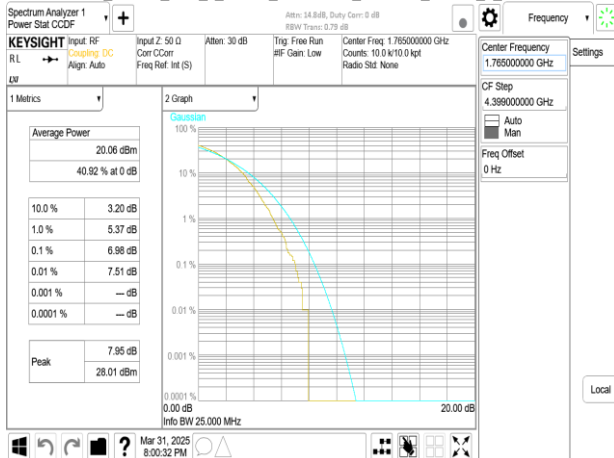 Spectrum Analyzer 1
Power Stat CCDF
Attn: 14.8dB, Duty Corr: 0 dB
RBW Trans: 0.79 dB
Frequency
KEYSIGHT
RL
LXI
Input: RF
Coupling: DC
Align: Auto
Input Z: 50 Ω
Corr CCorr
Freq Ref: Int (S)
Atten: 30 dB
Trig: Free Run
#IF Gain: Low
Center Freq: 1.765000000 GHz
Counts: 10.0 k/10.0 kpt
Radio Std: None
Center Frequency
1.765000000 GHz
Settings
CF Step
4.399000000 GHz
Auto
Man
Freq Offset
0 Hz
Local
1 Metrics
Average Power
20.06 dBm
40.92 % at 0 dB
10.0 % 3.20 dB
1.0 % 5.37 dB
0.1 % 6.98 dB
0.01 % 7.51 dB
0.001 % --- dB
0.0001 % --- dB
Peak
7.95 dB
28.01 dBm
2 Graph
Gaussian
100 %
10 %
1 %
0.1 %
0.01 %
0.001 %
0.0001 %
0.00 dB 20.00 dB
Info BW 25.000 MHz
?
Mar 31, 2025
8:00:32 PM